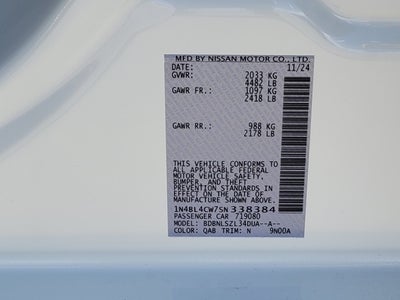 MFD BY NISSAN MOTOR CO., LTD.
DATE: 11/24
GVWR: 2033 KG
4482 LB
GAWR FR.: 1097 KG
2418 LB
GAWR RR.: 988 KG
2178 LB
THIS VEHICLE CONFORMS TO
ALL APPLICABLE FEDERAL
MOTOR VEHICLE SAFETY,
BUMPER, AND THEFT
PREVENTION STANDARDS IN
EFFECT ON THE DATE OF
MANUFACTURE SHOWN ABOVE.
1N4BL4CW7SN338384
PASSENGER CAR 719080
MODEL: BDBNLSZL34DUA--A--
COLOR: QAB TRIM: N 9N00A